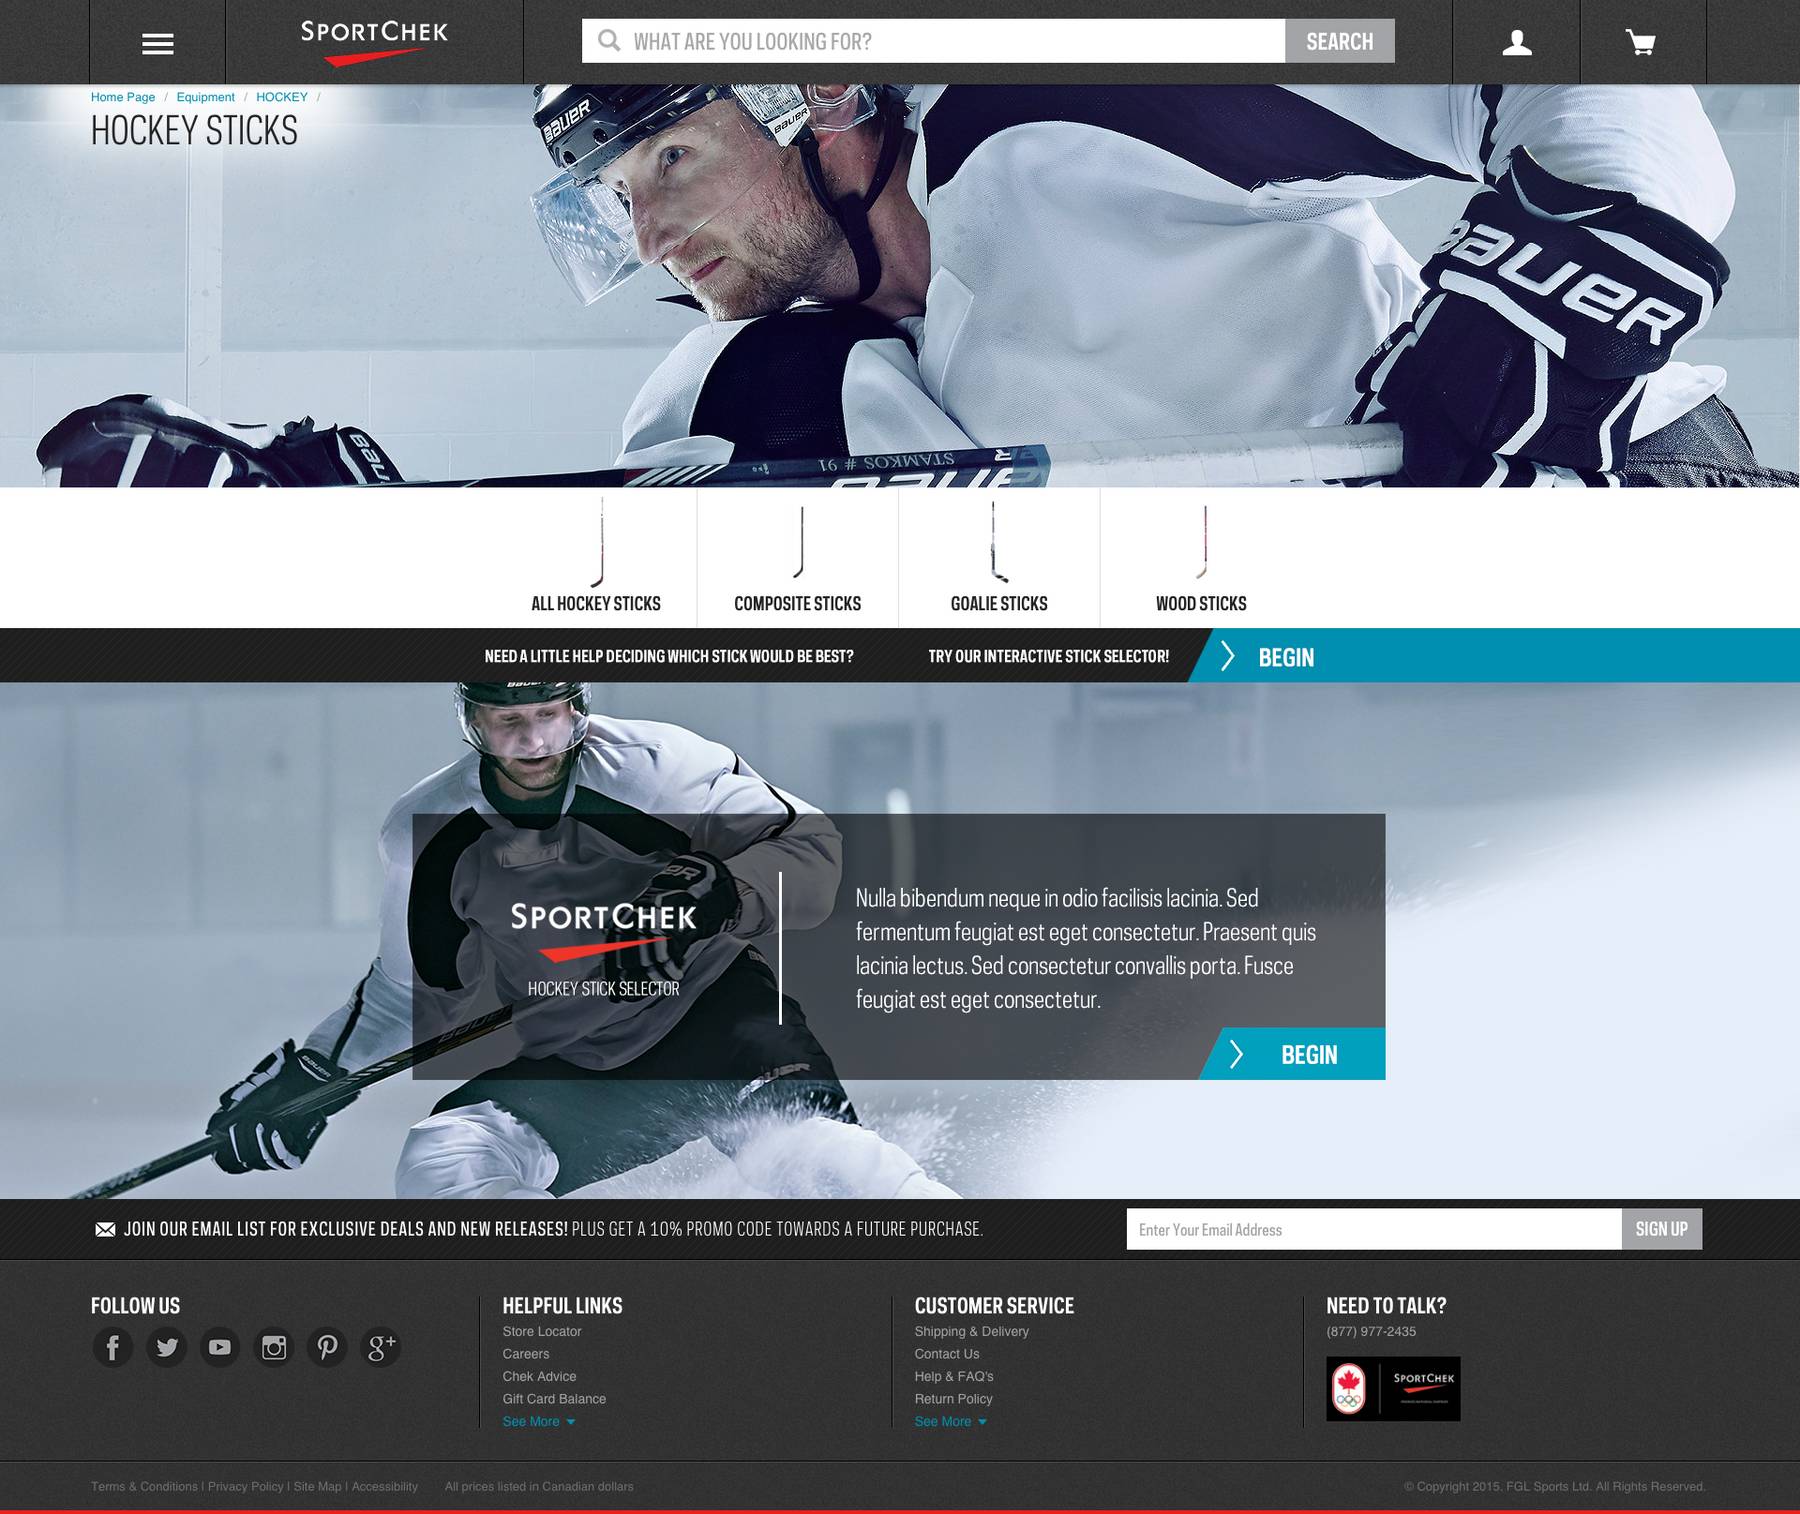 SPORTCHEK
WHAT ARE YOU LOOKING FOR?
SEARCH
Home Page / Equipment / HOCKEY /
HOCKEY STICKS
BAUER
BAUER
BAUER
STAMKOS # 91
ALL HOCKEY STICKS
COMPOSITE STICKS
GOALIE STICKS
WOOD STICKS
NEED A LITTLE HELP DECIDING WHICH STICK WOULD BE BEST?
TRY OUR INTERACTIVE STICK SELECTOR!
BEGIN
SPORTCHEK
HOCKEY STICK SELECTOR
Nulla bibendum neque in odio facilisis lacinia. Sed
fermentum feugiat est eget consectetur. Praesent quis
lacinia lectus. Sed consectetur convallis porta. Fusce
feugiat est eget consectetur.
BEGIN
JOIN OUR EMAIL LIST FOR EXCLUSIVE DEALS AND NEW RELEASES! PLUS GET A 10% PROMO CODE TOWARDS A FUTURE PURCHASE.
Enter Your Email Address
SIGN UP
FOLLOW US
HELPFUL LINKS
Store Locator
Careers
Chek Advice
Gift Card Balance
See More
CUSTOMER SERVICE
Shipping & Delivery
Contact Us
Help & FAQ's
Return Policy
See More
NEED TO TALK?
(877) 977-2435
SPORTCHEK
Terms & Conditions | Privacy Policy | Site Map | Accessibility
All prices listed in Canadian dollars
© Copyright 2015. FGL Sports Ltd. All Rights Reserved.